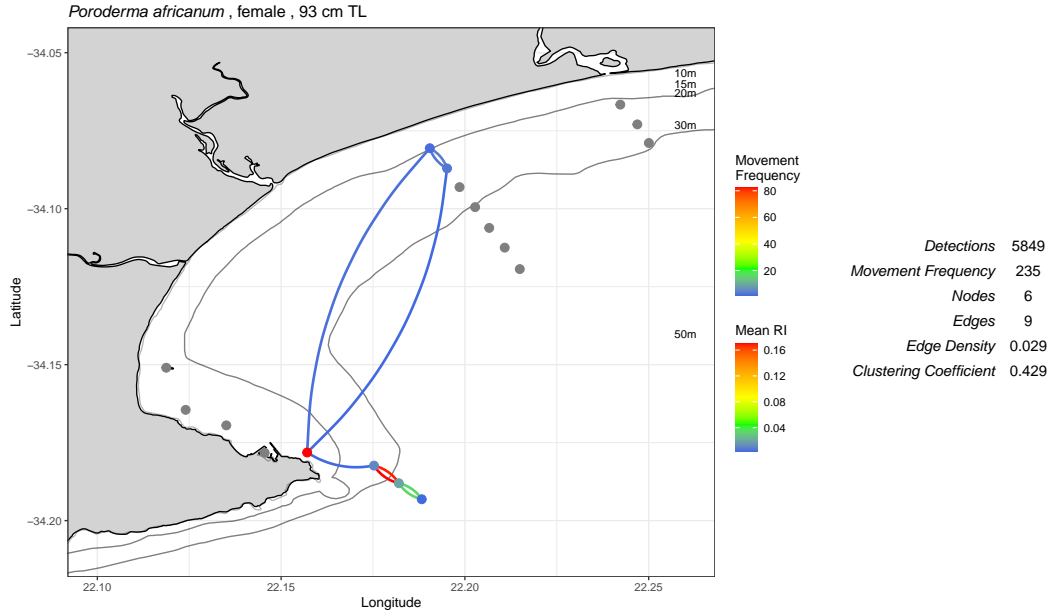 Poroderma africanum , female , 93 cm TL
−34.05
−34.10
−34.15
−34.20
Latitude
22.10
22.15
22.20
22.25
Longitude
10m
15m
20m
30m
50m
Movement
Frequency
80
60
40
20
Mean RI
0.16
0.12
0.08
0.04
Detections 5849
Movement Frequency 235
Nodes 6
Edges 9
Edge Density 0.029
Clustering Coefficient 0.429